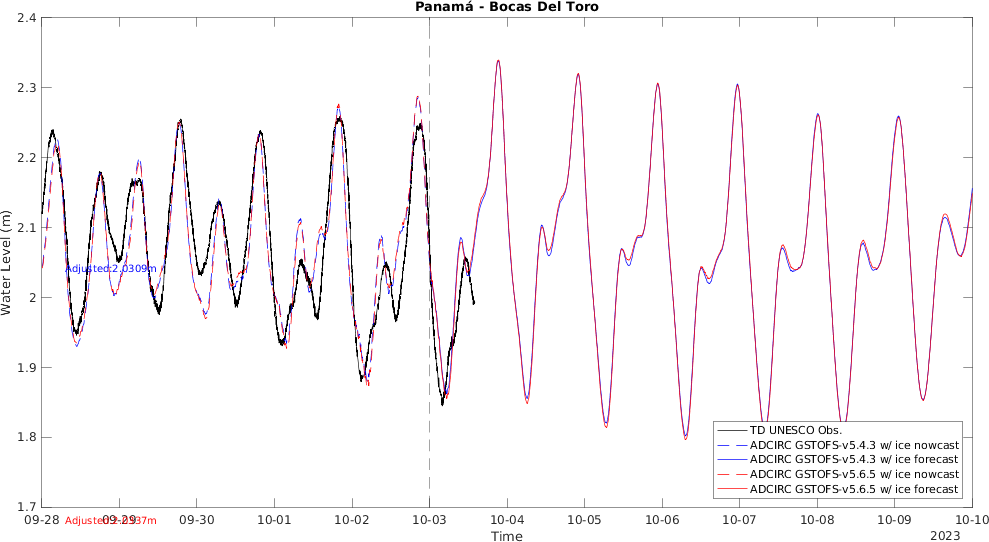 Panamá - Bocas Del Toro
2.4
2.3
2.2
2.1
2
1.9
1.8
1.7
Water Level (m)
Adjusted:2.0309m
TD UNESCO Obs.
ADCIRC GSTOFS-v5.4.3 w/ ice nowcast
ADCIRC GSTOFS-v5.4.3 w/ ice forecast
ADCIRC GSTOFS-v5.6.5 w/ ice nowcast
ADCIRC GSTOFS-v5.6.5 w/ ice forecast
09-28 09-29 09-30 10-01 10-02 10-03 10-04 10-05 10-06 10-07 10-08 10-09 10-10
Time
2023